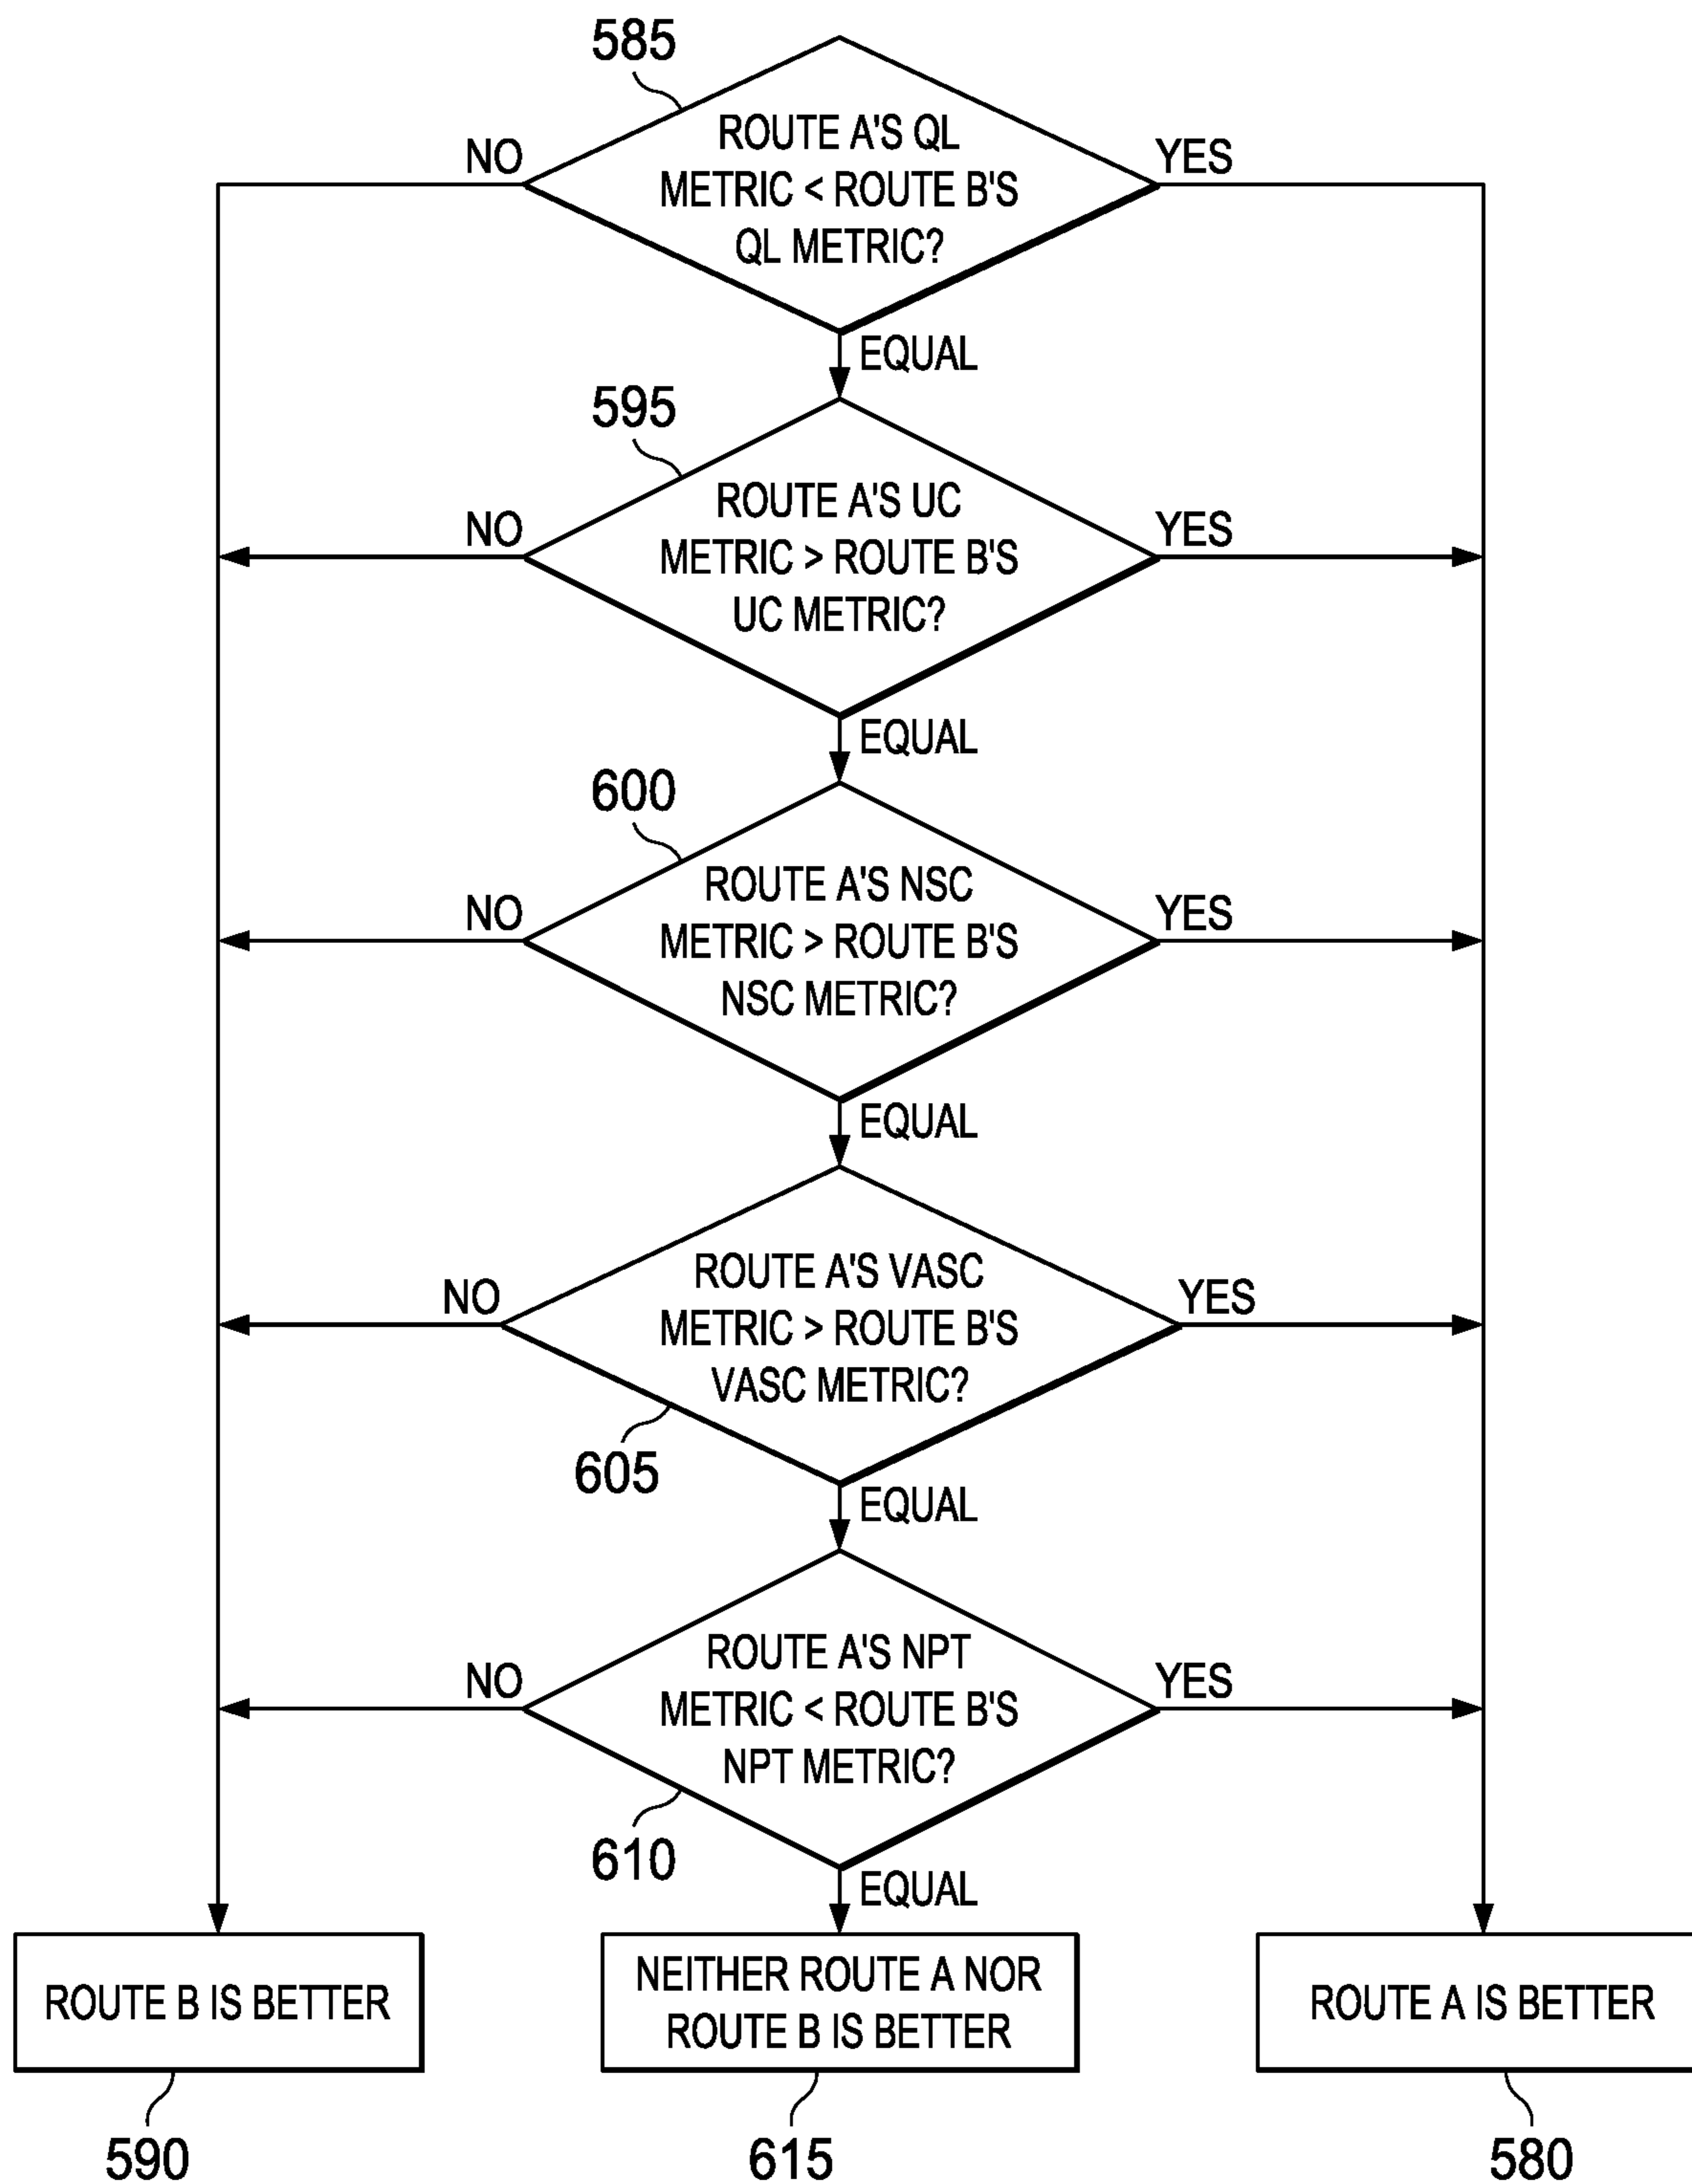 585
ROUTE A'S QL
METRIC < ROUTE B'S
QL METRIC?
NO
YES
EQUAL
595
ROUTE A'S UC
METRIC > ROUTE B'S
UC METRIC?
NO
YES
EQUAL
600
ROUTE A'S NSC
METRIC > ROUTE B'S
NSC METRIC?
NO
YES
EQUAL
ROUTE A'S VASC
METRIC > ROUTE B'S
VASC METRIC?
NO
YES
605
EQUAL
ROUTE A'S NPT
METRIC < ROUTE B'S
NPT METRIC?
NO
YES
610
EQUAL
ROUTE B IS BETTER
NEITHER ROUTE A NOR
ROUTE B IS BETTER
ROUTE A IS BETTER
590
615
580